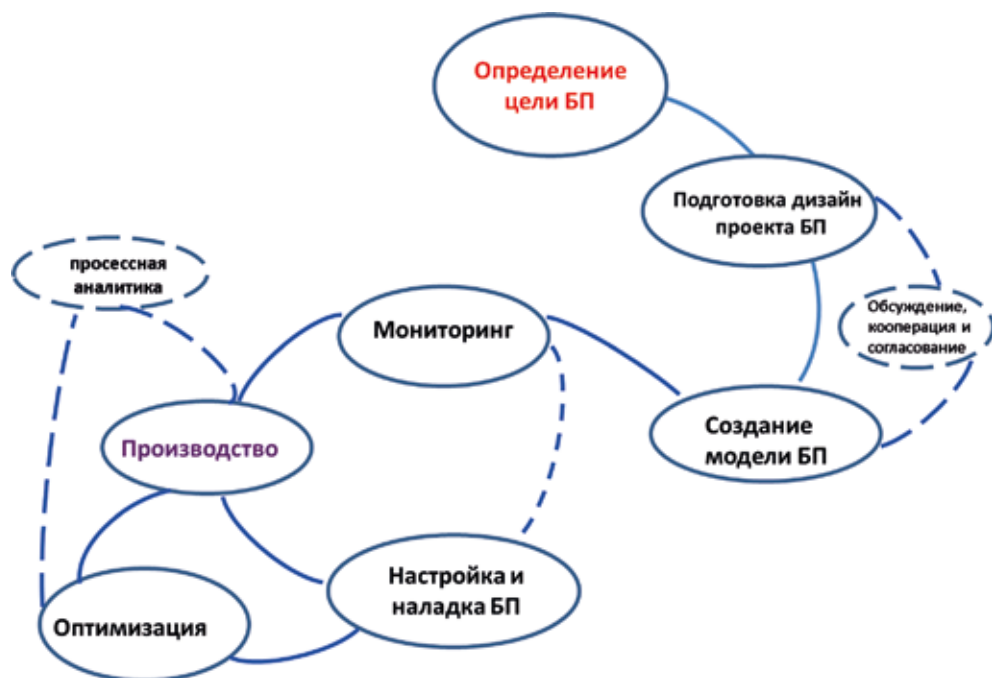 Определение
цели БП
Подготовка дизайн
проекта БП
просессная
аналитика
Обсуждение,
кооперация и
согласование
Мониторинг
Создание
модели БП
Производство
Настройка и
наладка БП
Оптимизация